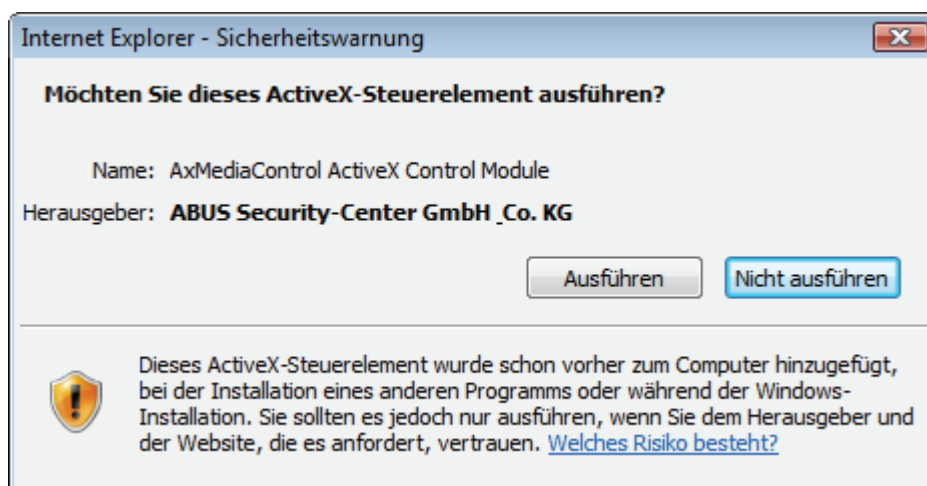 Internet Explorer - Sicherheitswarnung
Möchten Sie dieses ActiveX-Steuerelement ausführen?
Name: AxMediaControl ActiveX Control Module
Herausgeber: ABUS Security-Center GmbH _Co. KG
Ausführen Nicht ausführen
Dieses ActiveX-Steuerelement wurde schon vorher zum Computer hinzugefügt,
bei der Installation eines anderen Programms oder während der Windows-
Installation. Sie sollten es jedoch nur ausführen, wenn Sie dem Herausgeber und
der Website, die es anfordert, vertrauen. Welches Risiko besteht?